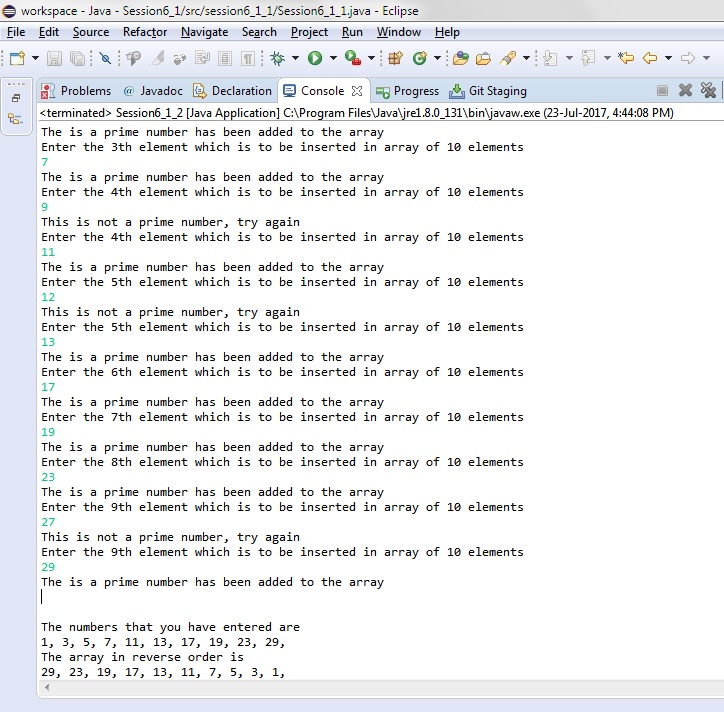 workspace - Java - Session6_1/src/session6_1_1/Session6_1_1.java - Eclipse
File Edit Source Refactor Navigate Search Project Run Window Help
Problems @ Javadoc Declaration Console Progress Git Staging
<terminated> Session6_1_2 [Java Application] C:\Program Files\Java\jre1.8.0_131\bin\javaw.exe (23-Jul-2017, 4:44:08 PM)
The is a prime number has been added to the array
Enter the 3th element which is to be inserted in array of 10 elements
7
The is a prime number has been added to the array
Enter the 4th element which is to be inserted in array of 10 elements
9
This is not a prime number, try again
Enter the 4th element which is to be inserted in array of 10 elements
11
The is a prime number has been added to the array
Enter the 5th element which is to be inserted in array of 10 elements
12
This is not a prime number, try again
Enter the 5th element which is to be inserted in array of 10 elements
13
The is a prime number has been added to the array
Enter the 6th element which is to be inserted in array of 10 elements
17
The is a prime number has been added to the array
Enter the 7th element which is to be inserted in array of 10 elements
19
The is a prime number has been added to the array
Enter the 8th element which is to be inserted in array of 10 elements
23
The is a prime number has been added to the array
Enter the 9th element which is to be inserted in array of 10 elements
27
This is not a prime number, try again
Enter the 9th element which is to be inserted in array of 10 elements
29
The is a prime number has been added to the array
The numbers that you have entered are
1, 3, 5, 7, 11, 13, 17, 19, 23, 29,
The array in reverse order is
29, 23, 19, 17, 13, 11, 7, 5, 3, 1,